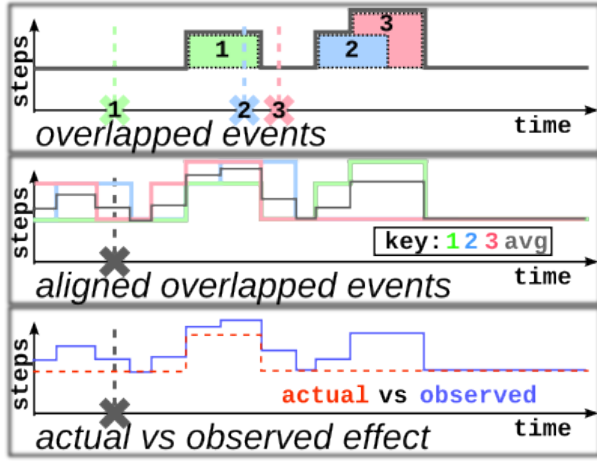 steps
1
2
3
1
2
3
time
overlapped events
steps
key: 1 2 3 avg
time
aligned overlapped events
steps
actual vs observed
time
actual vs observed effect